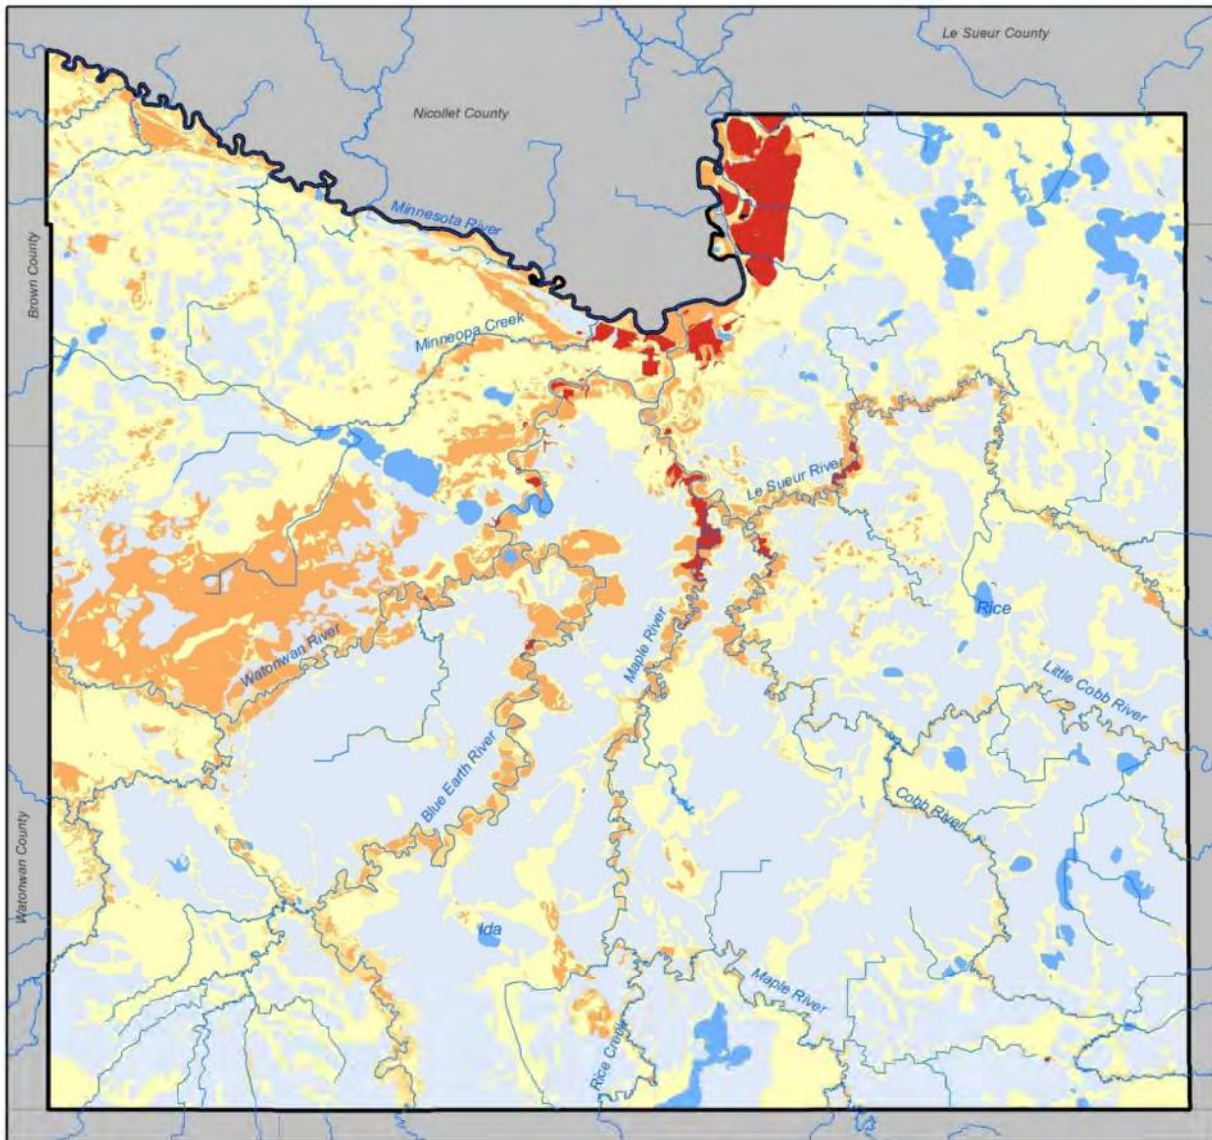 Le Sueur County
Nicollet County
Minnesota River
Brown County
Minneopa Creek
Le Sueur River
Rice
Maple River
Watonwan River
Little Cobb River
Blue Earth River
Cobb River
Watonwan County
Ida
Maple River
Rice Creek